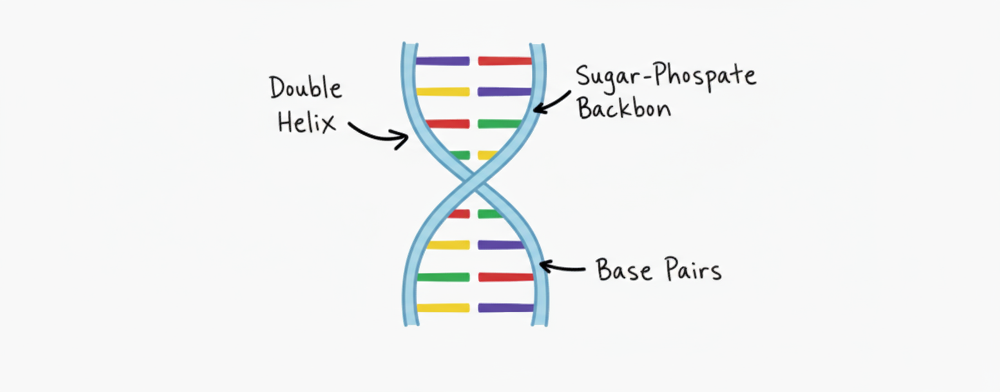 Double
Helix
Sugar-Phospate
Backbon
Base Pairs